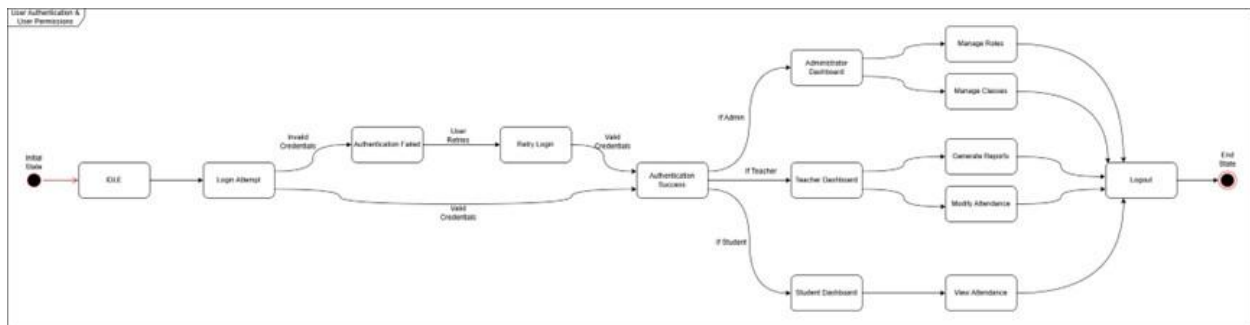 User Authentication &
User Permissions
Initial
State
IDLE
Login Attempt
Invalid
Credentials
Authentication Failed
User
Retries
Retry Login
Valid
Credentials
Valid
Credentials
Authentication
Success
If Admin
If Teacher
If Student
Administrator
Dashboard
Teacher Dashboard
Student Dashboard
Manage Roles
Manage Classes
Generate Reports
Modify Attendance
View Attendance
Logout
End
State